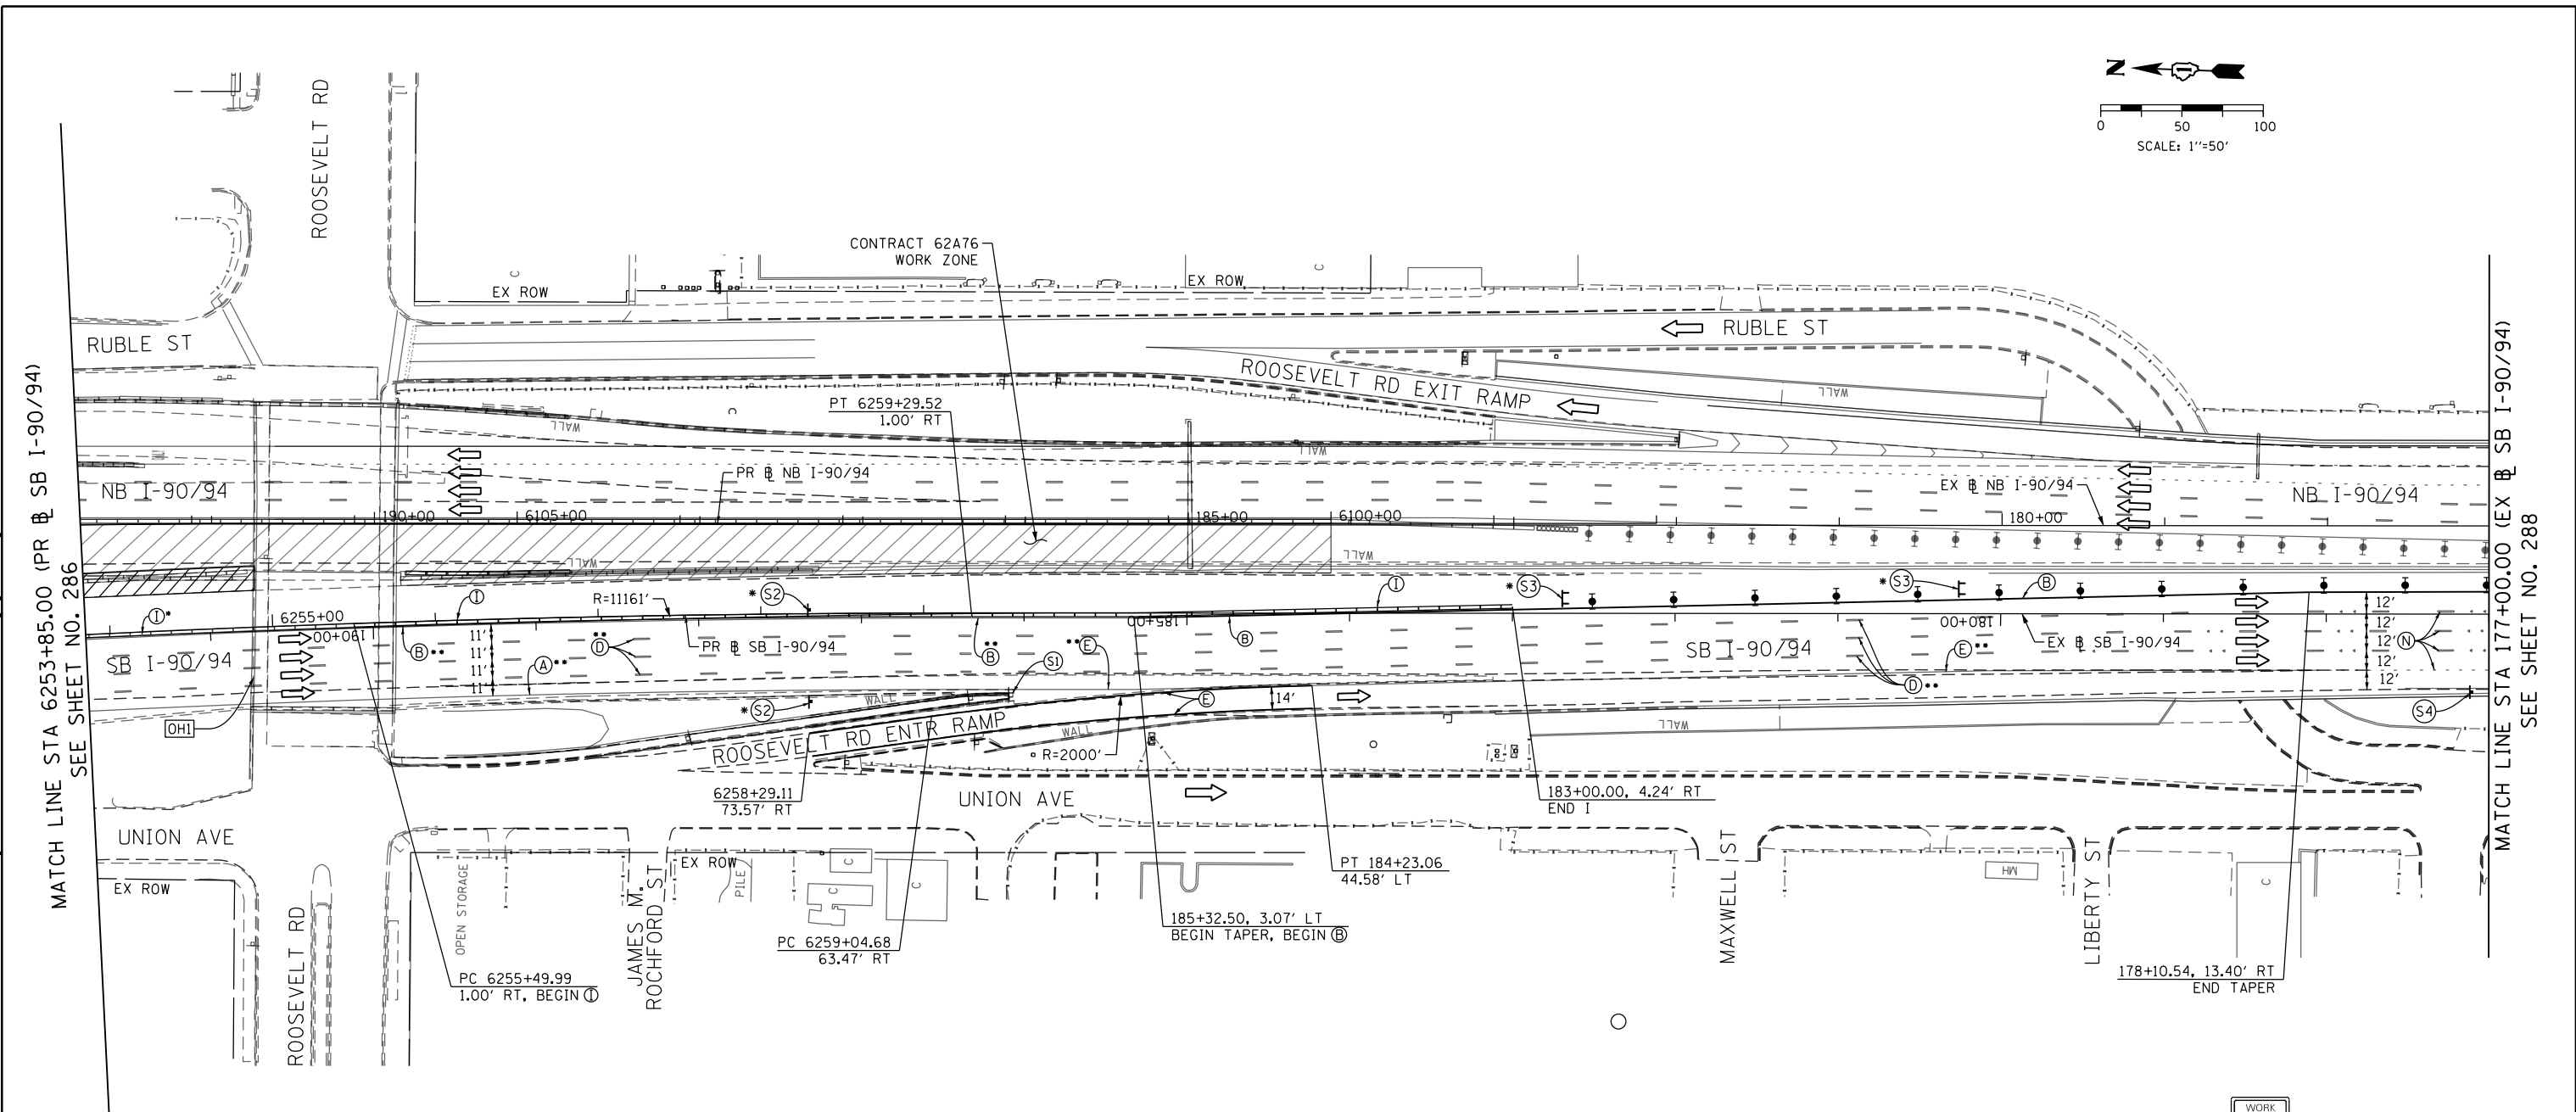 N
0 50 100
SCALE: 1''=50'
ROOSEVELT RD
CONTRACT 62A76
WORK ZONE
EX ROW
C
C
EX ROW
RUBLE ST
RUBLE ST
ROOSEVELT RD EXIT RAMP
WALL
PT 6259+29.52
1.00' RT
WALL
WALL
MATCH LINE STA 6253+85.00 (PR BL SB I-90/94)
SEE SHEET NO. 286
MATCH LINE STA 177+00.00 (EX BL SB I-90/94)
SEE SHEET NO. 288
PR BL NB I-90/94
NB I-90/94
EX BL NB I-90/94
NB I-90/94
190+00
6105+00
185+00
6100+00
180+00
WALL
WALL
I*
6255+00
190+00
I
R=11161'
* S2
I
* S3
* S3
B
12'
12'
12'
12'
12'
N
SB I-90/94
11'
11'
11'
11'
B **
**
D
A **
PR BL SB I-90/94
**
B
** E
S1
185+00
B
SB I-90/94
180+00
EX BL SB I-90/94
E **
D **
S4
OH1
* S2
WALL
ROOSEVELT RD ENTR RAMP
WALL
E
14'
R=2000'
WALL
6258+29.11
73.57' RT
UNION AVE
183+00.00, 4.24' RT
END I
UNION AVE
EX ROW
EX ROW
OPEN STORAGE
JAMES M.
ROCHFORD ST
PILE
C
C
C
PT 184+23.06
44.58' LT
MAXWELL ST
MH
LIBERTY ST
C
185+32.50, 3.07' LT
BEGIN TAPER, BEGIN B
PC 6259+04.68
63.47' RT
PC 6255+49.99
1.00' RT, BEGIN I
178+10.54, 13.40' RT
END TAPER
ROOSEVELT RD
WORK